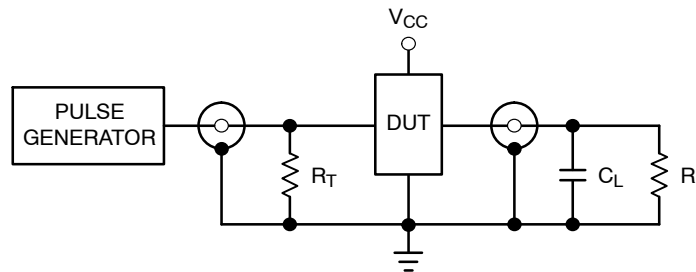 VCC
PULSE
GENERATOR
DUT
RT
CL
R